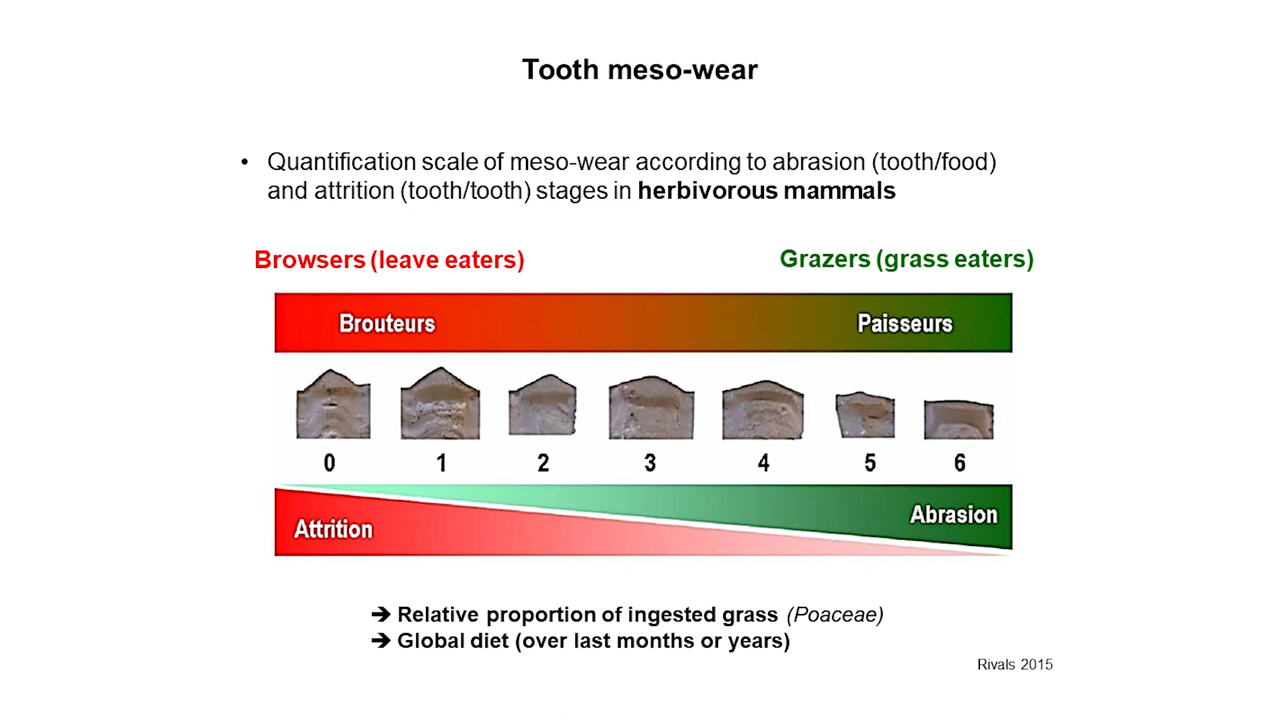 Tooth meso-wear
• Quantification scale of meso-wear according to abrasion (tooth/food)
and attrition (tooth/tooth) stages in herbivorous mammals
Browsers (leave eaters)
Grazers (grass eaters)
Brouteurs
Paisseurs
0 1 2 3 4 5 6
Attrition
Abrasion
➔ Relative proportion of ingested grass (Poaceae)
➔ Global diet (over last months or years)
Rivals 2015